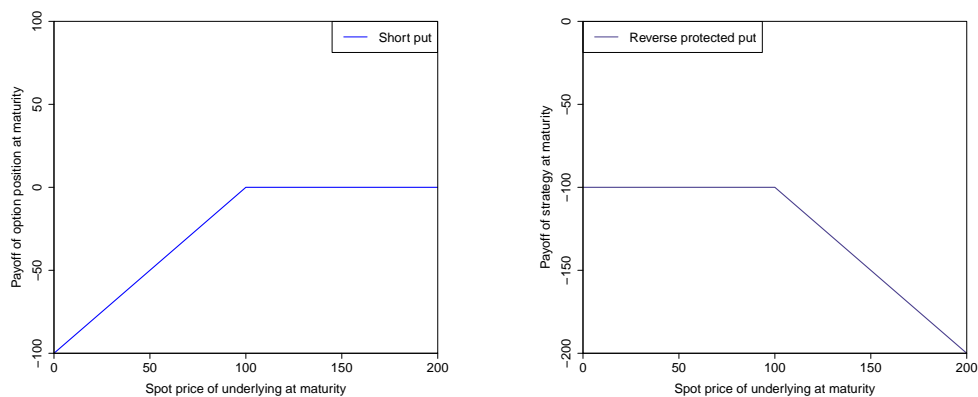 Short put
Payoff of option position at maturity
100
50
0
−50
−100
0 50 100 150 200
Spot price of underlying at maturity
Reverse protected put
Payoff of strategy at maturity
0
−50
−100
−150
−200
0 50 100 150 200
Spot price of underlying at maturity